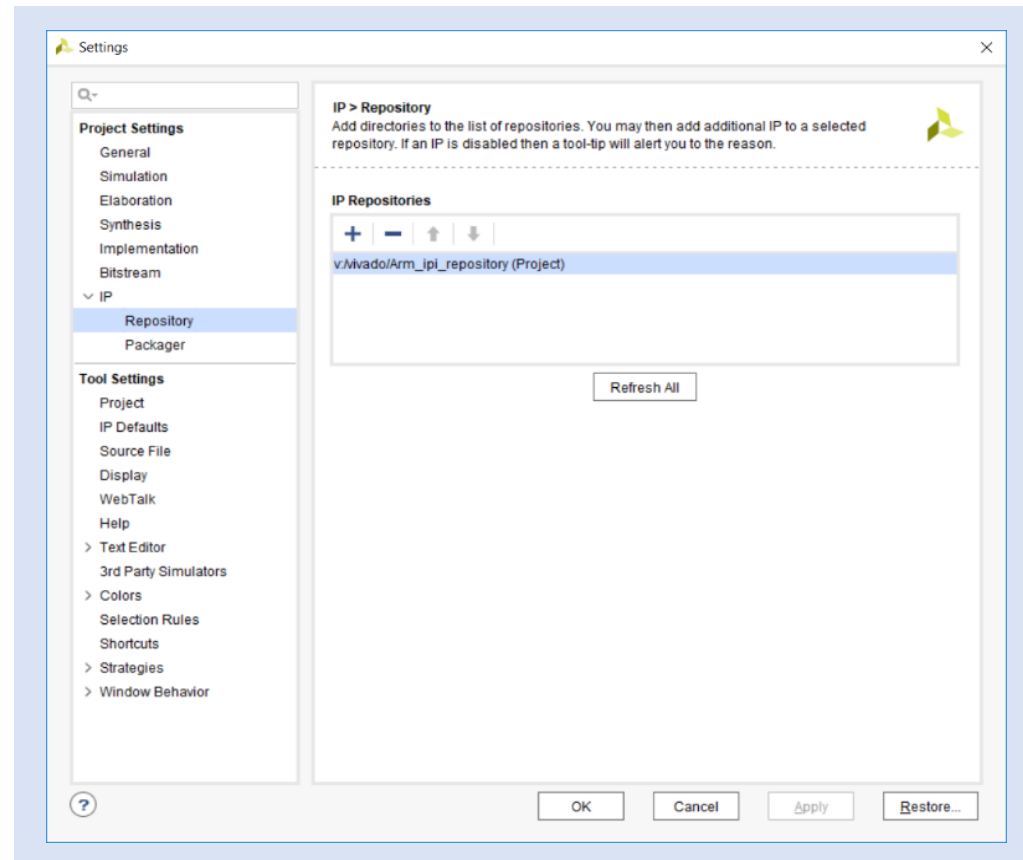 Settings
Project Settings
General
Simulation
Elaboration
Synthesis
Implementation
Bitstream
IP
Repository
Packager
Tool Settings
Project
IP Defaults
Source File
Display
WebTalk
Help
Text Editor
3rd Party Simulators
Colors
Selection Rules
Shortcuts
Strategies
Window Behavior
IP > Repository
Add directories to the list of repositories. You may then add additional IP to a selected
repository. If an IP is disabled then a tool-tip will alert you to the reason.
IP Repositories
v:/vivado/Arm_ipi_repository (Project)
Refresh All
?
OK
Cancel
Apply
Restore...